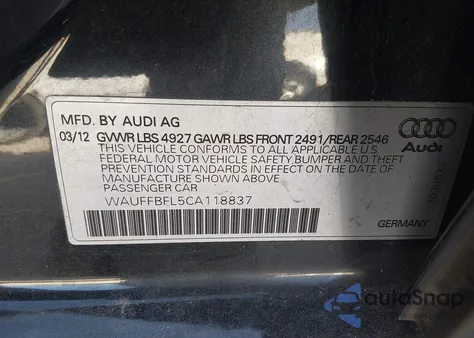 MFD. BY AUDI AG
03/12 GVWR LBS 4927 GAWR LBS FRONT 2491/REAR 2546
THIS VEHICLE CONFORMS TO ALL APPLICABLE U.S.
FEDERAL MOTOR VEHICLE SAFETY BUMPER AND THEFT
PREVENTION STANDARDS IN EFFECT ON THE DATE OF
MANUFACTURE SHOWN ABOVE.
PASSENGER CAR
WAUFFBFL5CA118837
Audi
GERMANY
autoSnap